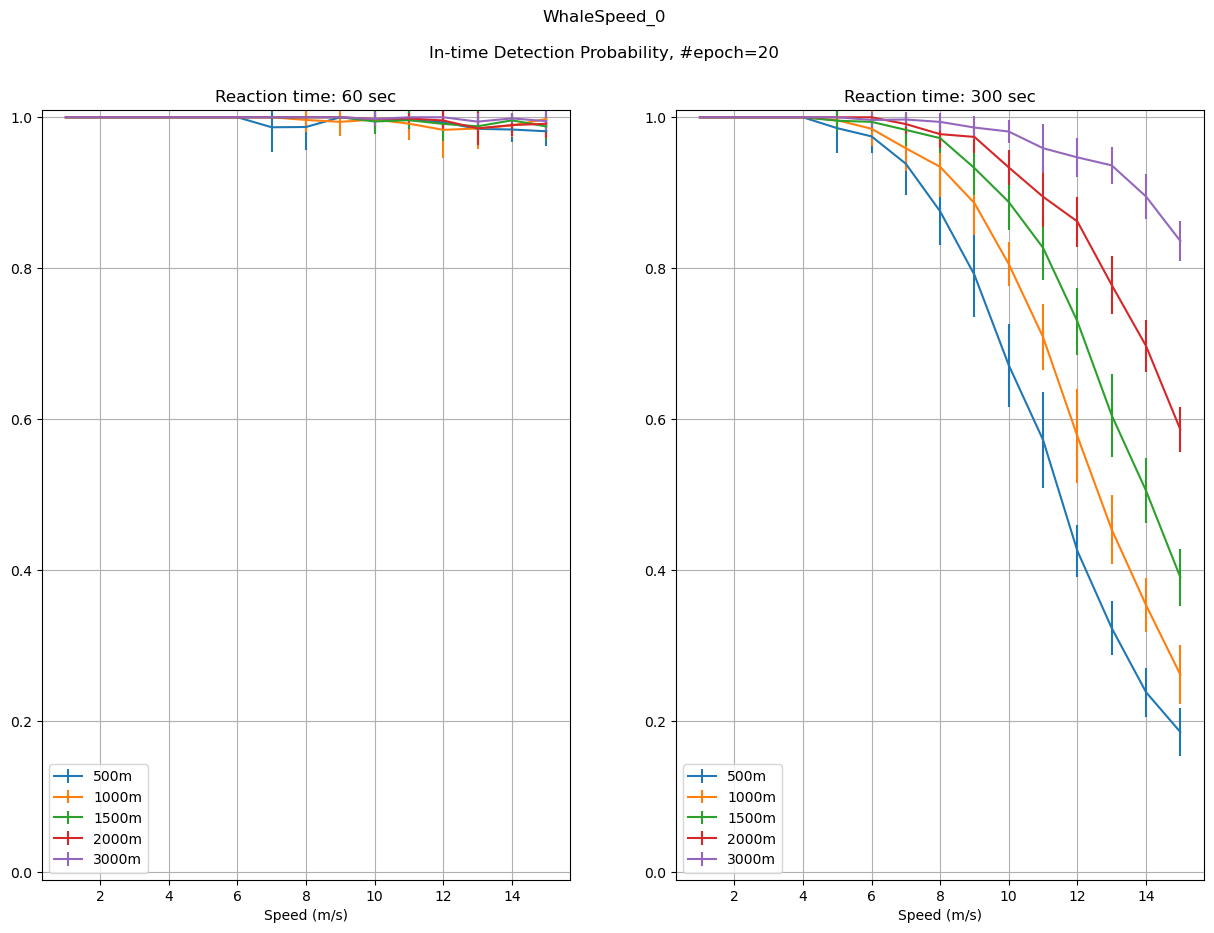 WhaleSpeed_0
In-time Detection Probability, #epoch=20
Reaction time: 60 sec
1.0
0.8
0.6
0.4
0.2
0.0
500m
1000m
1500m
2000m
3000m
2 4 6 8 10 12 14
Speed (m/s)
Reaction time: 300 sec
1.0
0.8
0.6
0.4
0.2
0.0
500m
1000m
1500m
2000m
3000m
2 4 6 8 10 12 14
Speed (m/s)